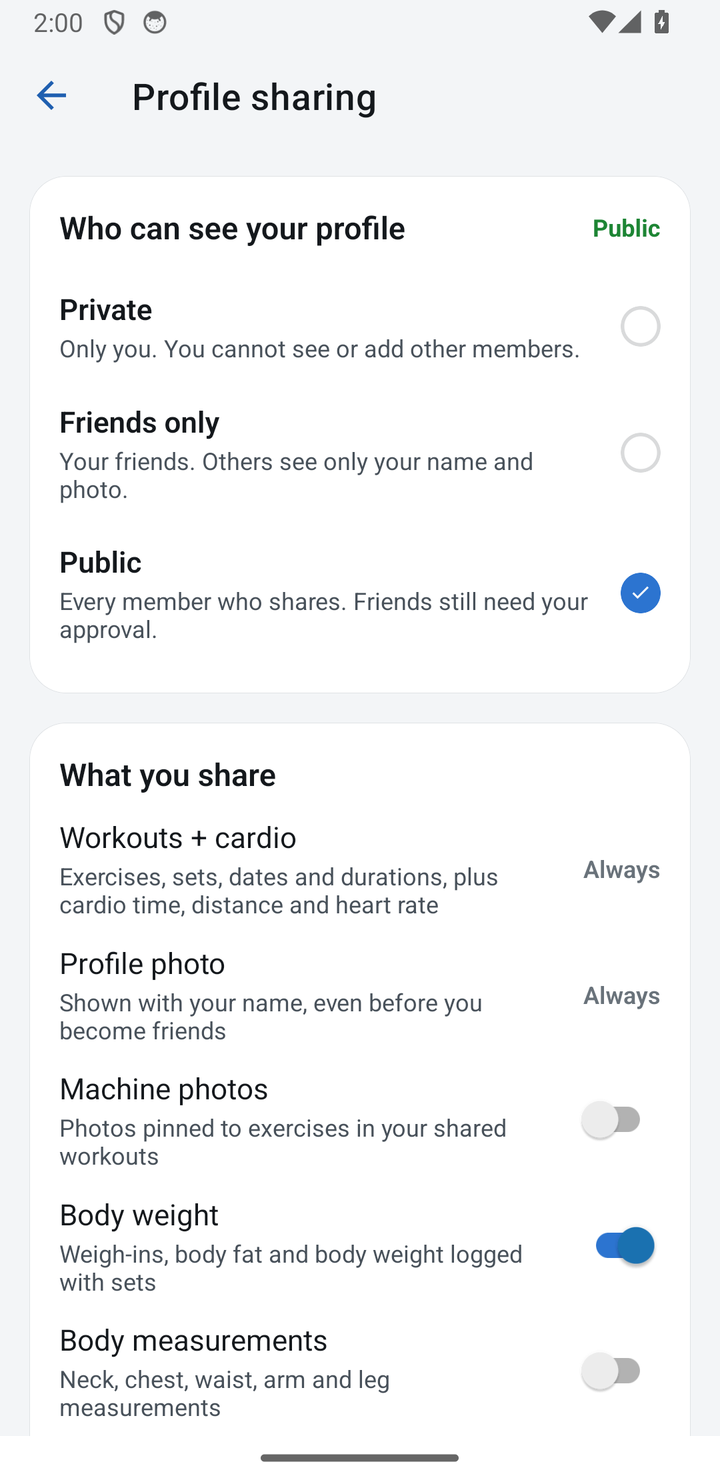 2:00
Profile sharing
Who can see your profile
Public
Private
Only you. You cannot see or add other members.
Friends only
Your friends. Others see only your name and
photo.
Public
Every member who shares. Friends still need your
approval.
What you share
Workouts + cardio
Exercises, sets, dates and durations, plus
cardio time, distance and heart rate
Always
Profile photo
Shown with your name, even before you
become friends
Always
Machine photos
Photos pinned to exercises in your shared
workouts
Body weight
Weigh-ins, body fat and body weight logged
with sets
Body measurements
Neck, chest, waist, arm and leg
measurements